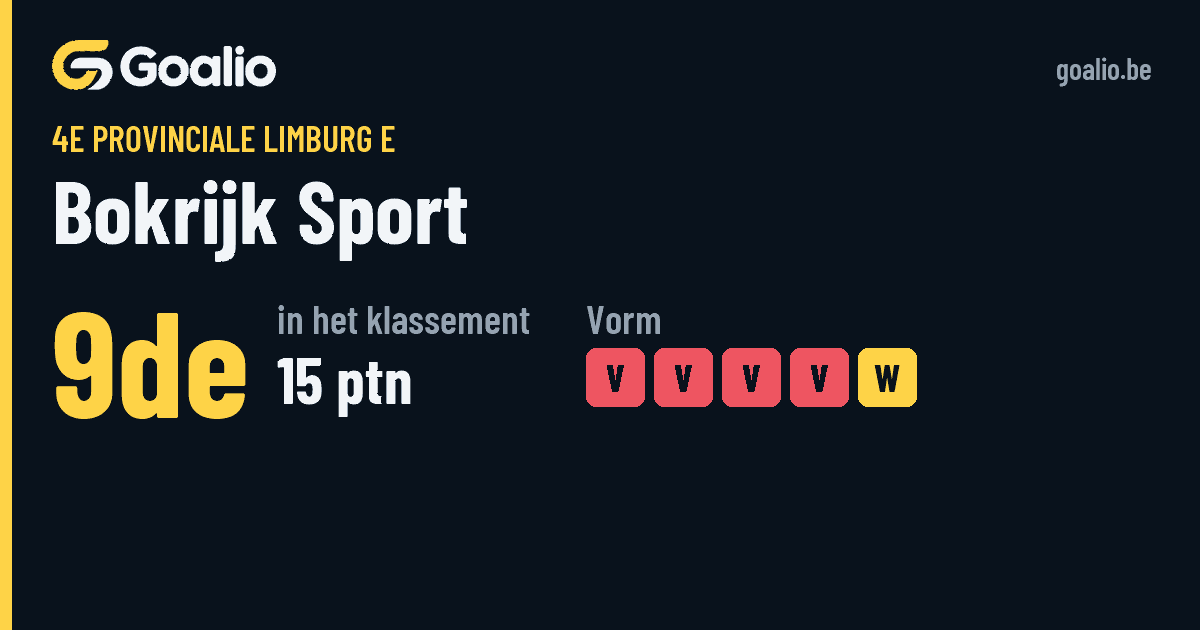 Goalio
goalio.be
4E PROVINCIALE LIMBURG E
Bokrijk Sport
9de
in het klassement
15 ptn
Vorm
V V V V W